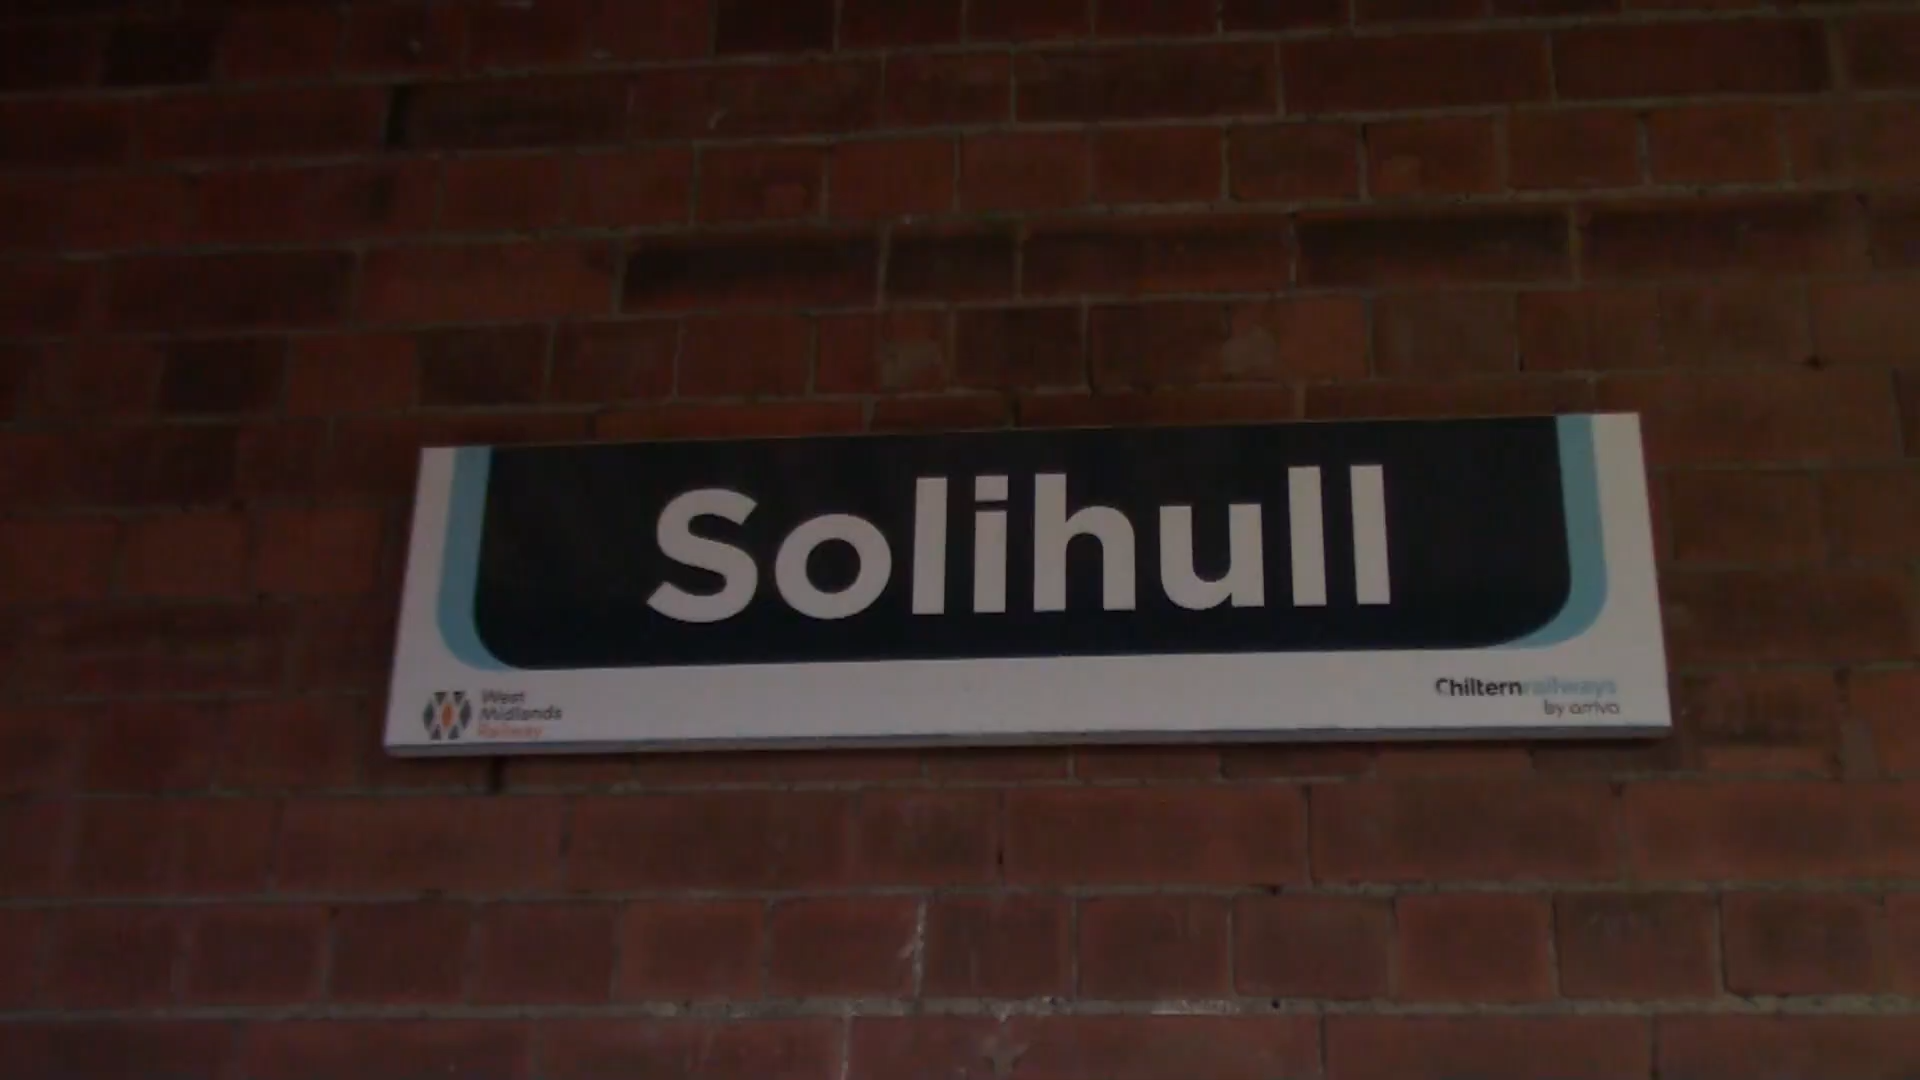 Solihull
West
Midlands
Railway
Chilternrailways
by arriva